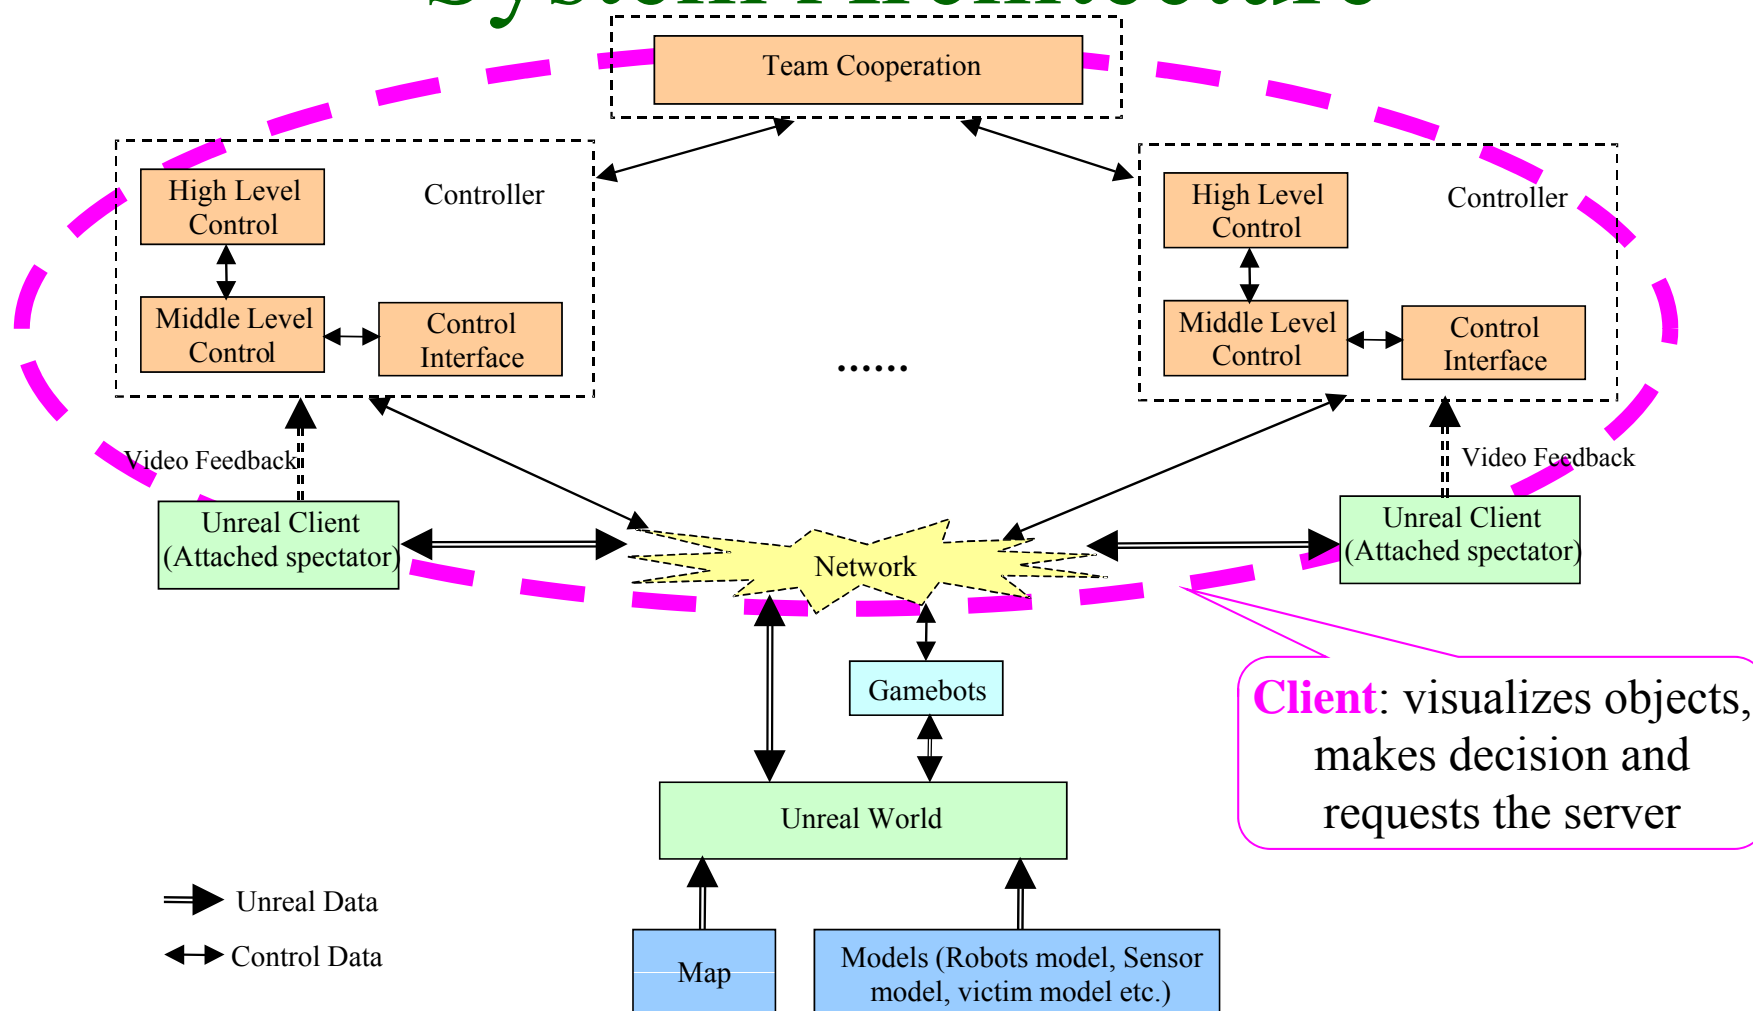 System Architecture
Team Cooperation
High Level
Control
Controller
Middle Level
Control
Control
Interface
......
High Level
Control
Controller
Middle Level
Control
Control
Interface
Video Feedback
Video Feedback
Unreal Client
(Attached spectator)
Network
Unreal Client
(Attached spectator)
Gamebots
Client: visualizes objects,
makes decision and
requests the server
Unreal World
Unreal Data
Control Data
Map
Models (Robots model, Sensor
model, victim model etc.)